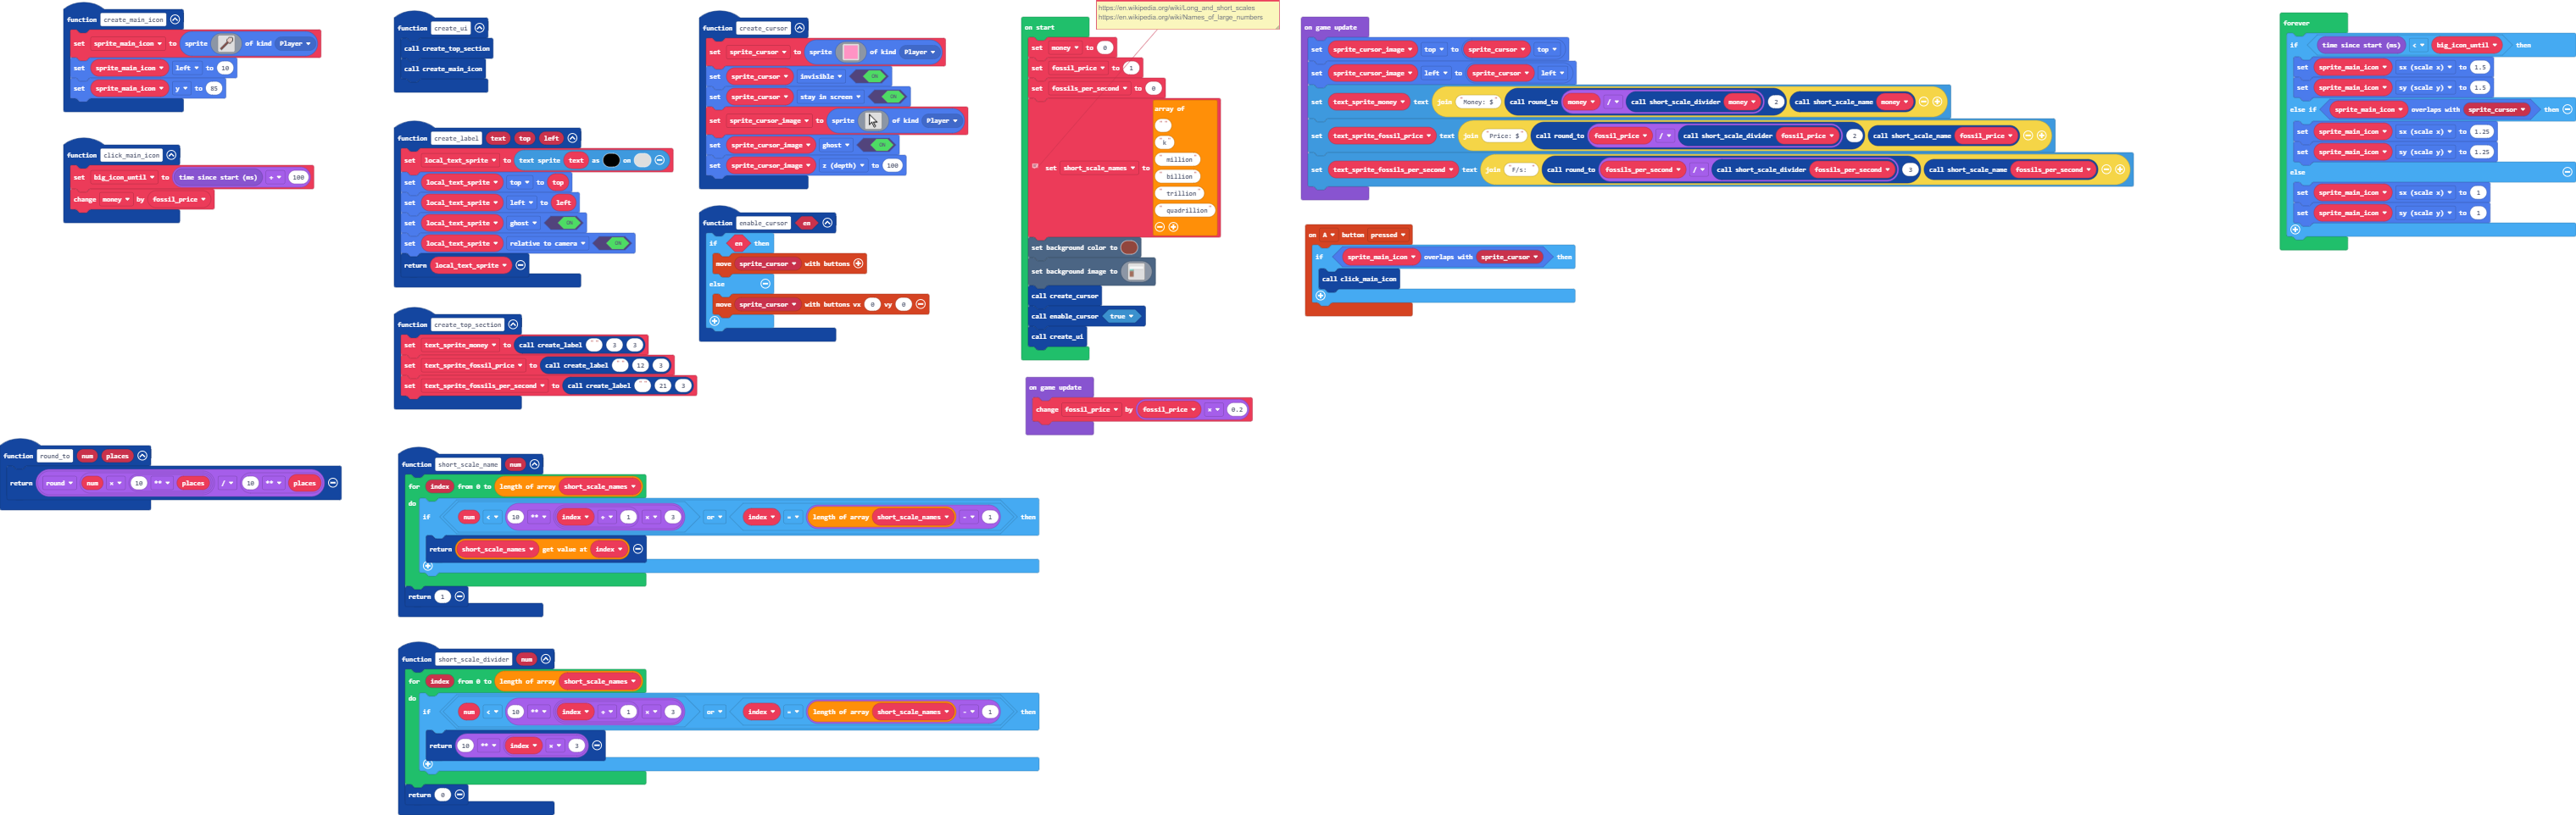 function create_main_icon
set sprite_main_icon to sprite of kind Player
set sprite_main_icon left to 10
set sprite_main_icon y to 85
function click_main_icon
set big_icon_until to time since start (ms) + 100
change money by fossil_price
function create_ui
call create_top_section
call create_main_icon
function create_label text top left
set local_text_sprite to text sprite text as on
set local_text_sprite top to top
set local_text_sprite left to left
set local_text_sprite ghost ON
set local_text_sprite relative to camera ON
return local_text_sprite
function create_top_section
set text_sprite_money to call create_label " " 3 3
set text_sprite_fossil_price to call create_label " " 12 3
set text_sprite_fossils_per_second to call create_label " " 21 3
function create_cursor
set sprite_cursor to sprite of kind Player
set sprite_cursor invisible ON
set sprite_cursor stay in screen ON
set sprite_cursor_image to sprite of kind Player
set sprite_cursor_image ghost ON
set sprite_cursor_image z (depth) to 100
function enable_cursor en
if en then
move sprite_cursor with buttons
else
move sprite_cursor with buttons vx 0 vy 0
https://en.wikipedia.org/wiki/Long_and_short_scales
https://en.wikipedia.org/wiki/Names_of_large_numbers
on start
set money to 0
set fossil_price to 1
set fossils_per_second to 0
set short_scale_names to array of
" "
k
million
billion
trillion
quadrillion
set background color to
set background image to
call create_cursor
call enable_cursor true
call create_ui
on game update
change fossil_price by fossil_price × 0.2
on game update
set sprite_cursor_image top to sprite_cursor top
set sprite_cursor_image left to sprite_cursor left
set text_sprite_money text join "Money: $" call round_to money / call short_scale_divider money 2 call short_scale_name money
set text_sprite_fossil_price text join "Price: $" call round_to fossil_price / call short_scale_divider fossil_price 2 call short_scale_name fossil_price
set text_sprite_fossils_per_second text join "F/s: " call round_to fossils_per_second / call short_scale_divider fossils_per_second 3 call short_scale_name fossils_per_second
on A button pressed
if sprite_main_icon overlaps with sprite_cursor then
call click_main_icon
forever
if time since start (ms) < big_icon_until then
set sprite_main_icon sx (scale x) to 1.5
set sprite_main_icon sy (scale y) to 1.5
else if sprite_main_icon overlaps with sprite_cursor then
set sprite_main_icon sx (scale x) to 1.25
set sprite_main_icon sy (scale y) to 1.25
else
set sprite_main_icon sx (scale x) to 1
set sprite_main_icon sy (scale y) to 1
function round_to num places
return round num × 10 ** places / 10 ** places
function short_scale_name num
for index from 0 to length of array short_scale_names
do
if num < 10 ** index + 1 × 3 or index = length of array short_scale_names - 1 then
return short_scale_names get value at index
return 1
function short_scale_divider num
for index from 0 to length of array short_scale_names
do
if num < 10 ** index + 1 × 3 or index = length of array short_scale_names - 1 then
return 10 ** index × 3
return 0